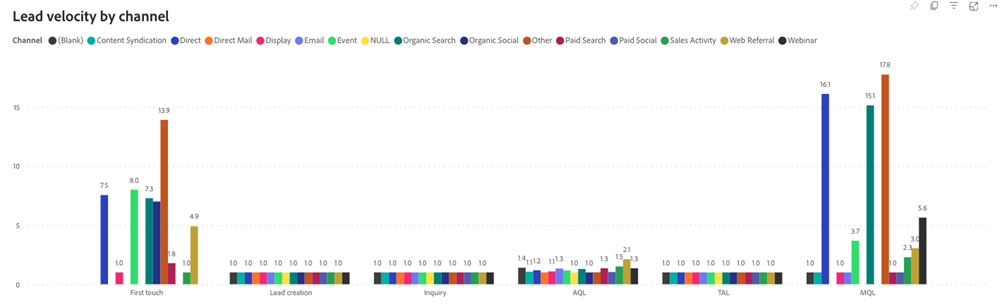 Lead velocity by channel
Channel (Blank) Content Syndication Direct Direct Mail Display Email Event NULL Organic Search Organic Social Other Paid Search Paid Social Sales Activity Web Referral Webinar
17.8
16.1
15.1
15
13.9
10
7.5 8.0 7.3
5.6
5
4.9
3.7
3.0
2.3
1.0 1.8 1.0
1.0 1.0 1.0 1.0 1.0 1.0 1.0 1.0
1.0 1.0 1.0 1.0 1.0 1.0 1.0 1.0
1.4 1.1 1.2 1.0 1.1 1.3 1.0 1.0 1.3 1.5 2.1 1.3
1.0 1.0 1.0 1.0 1.0 1.0 1.0 1.0
1.0 1.0 1.0
0
First touch Lead creation Inquiry AQL TAL MQL